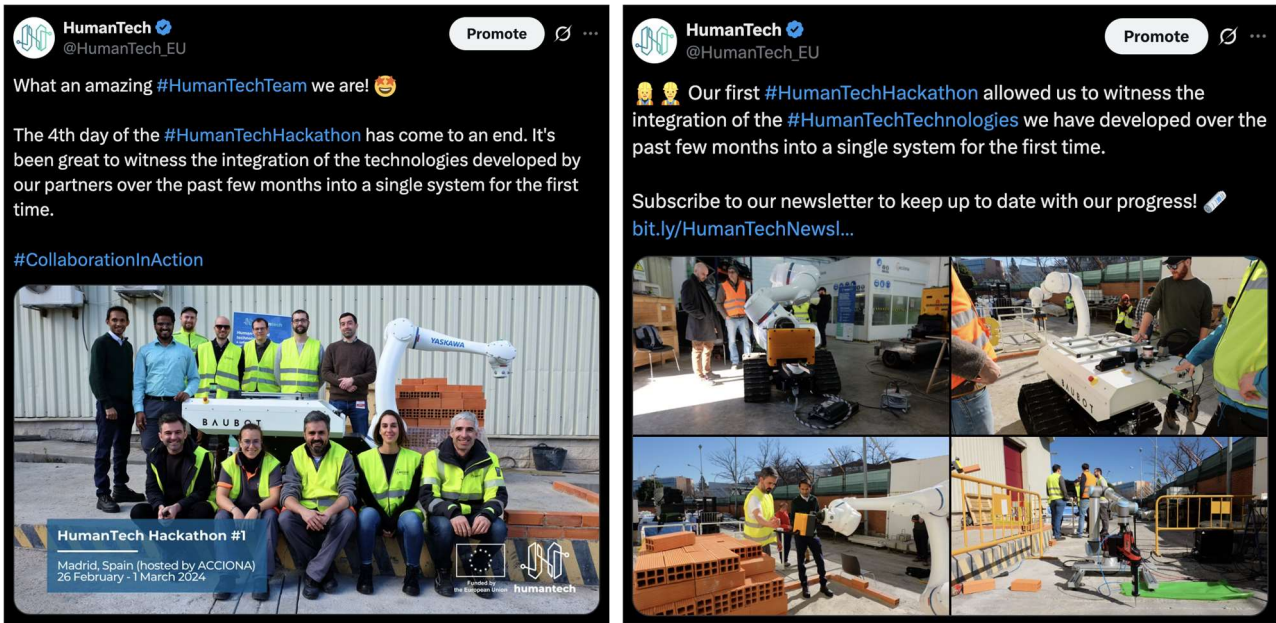 HumanTech
@HumanTech_EU
Promote
What an amazing #HumanTechTeam we are! 🤩
The 4th day of the #HumanTechHackathon has come to an end. It's
been great to witness the integration of the technologies developed by
our partners over the past few months into a single system for the first
time.
#CollaborationInAction
YASKAWA
BAUBOT
HumanTech Hackathon #1
Madrid, Spain (hosted by ACCIONA)
26 February - 1 March 2024
Funded by
the European Union
humantech
HumanTech
@HumanTech_EU
Promote
👷‍♀️ 👷 Our first #HumanTechHackathon allowed us to witness the
integration of the #HumanTechTechnologies we have developed over the
past few months into a single system for the first time.
Subscribe to our newsletter to keep up to date with our progress! 🗞️
bit.ly/HumanTechNewsl...
BAUBOT